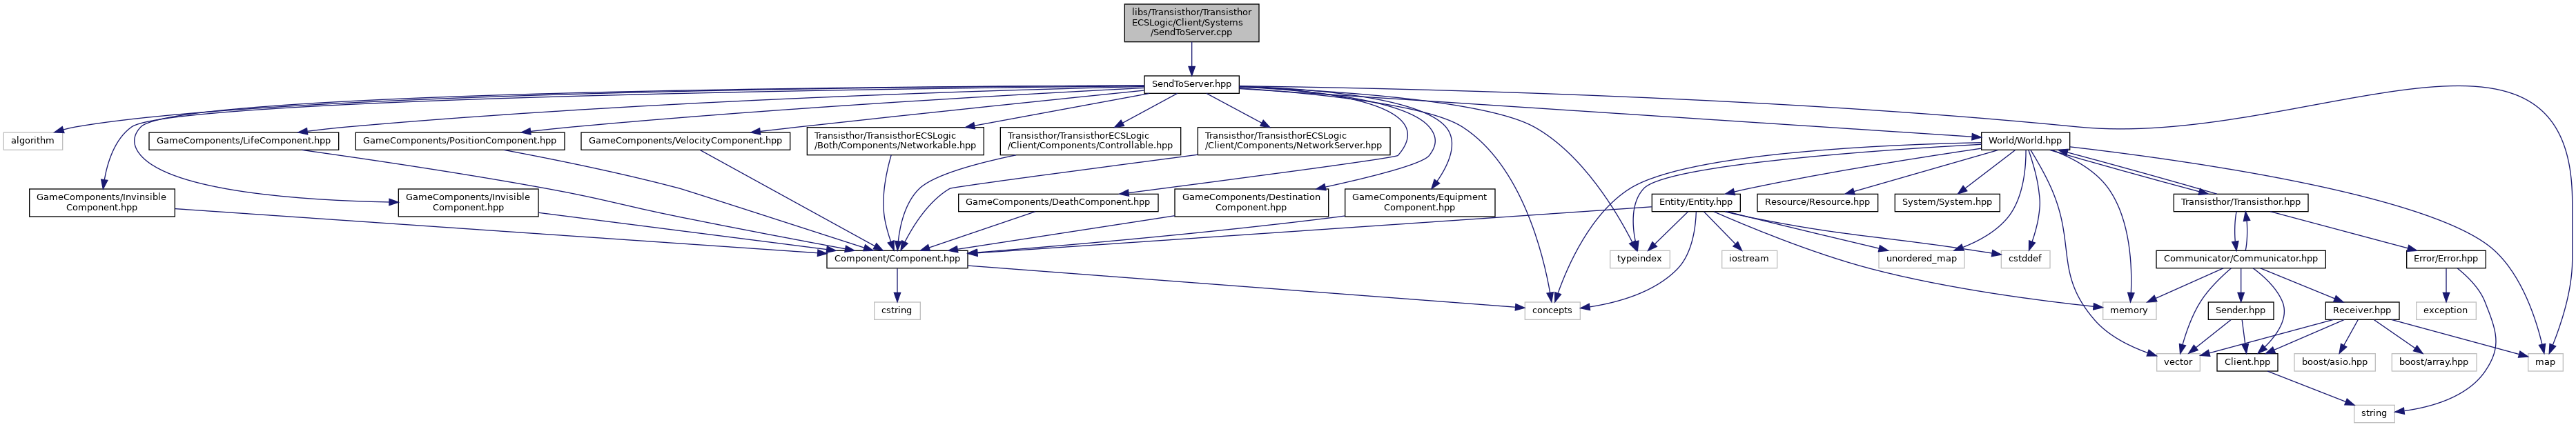 libs/Transisthor/Transisthor
ECSLogic/Client/Systems
/SendToServer.cpp
SendToServer.hpp
algorithm
GameComponents/LifeComponent.hpp
GameComponents/PositionComponent.hpp
GameComponents/VelocityComponent.hpp
Transisthor/TransisthorECSLogic
/Both/Components/Networkable.hpp
Transisthor/TransisthorECSLogic
/Client/Components/Controllable.hpp
Transisthor/TransisthorECSLogic
/Client/Components/NetworkServer.hpp
World/World.hpp
GameComponents/Invinsible
Component.hpp
GameComponents/Invisible
Component.hpp
GameComponents/DeathComponent.hpp
GameComponents/Destination
Component.hpp
GameComponents/Equipment
Component.hpp
Entity/Entity.hpp
Resource/Resource.hpp
System/System.hpp
Transisthor/Transisthor.hpp
Component/Component.hpp
typeindex
iostream
unordered_map
cstddef
Communicator/Communicator.hpp
Error/Error.hpp
cstring
concepts
memory
Sender.hpp
Receiver.hpp
exception
vector
Client.hpp
boost/asio.hpp
boost/array.hpp
map
string